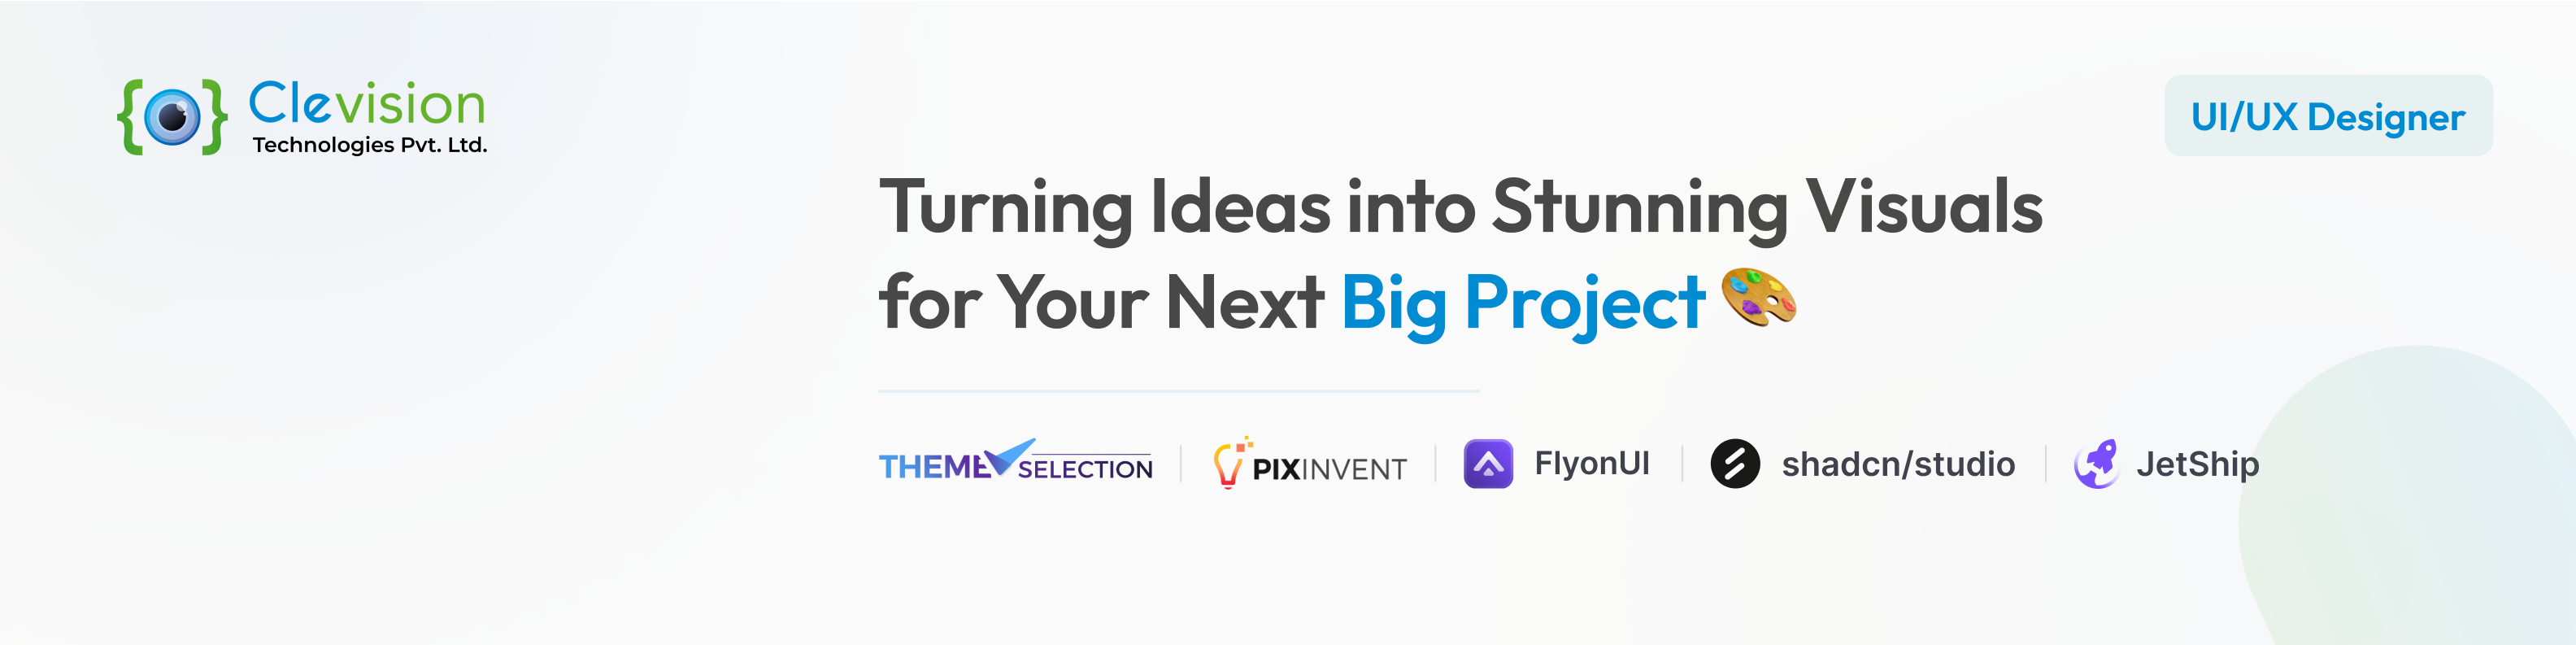 Clevision
Technologies Pvt. Ltd.
UI/UX Designer
Turning Ideas into Stunning Visuals
for Your Next Big Project
THEME SELECTION
PIXINVENT
FlyonUI
shadcn/studio
JetShip